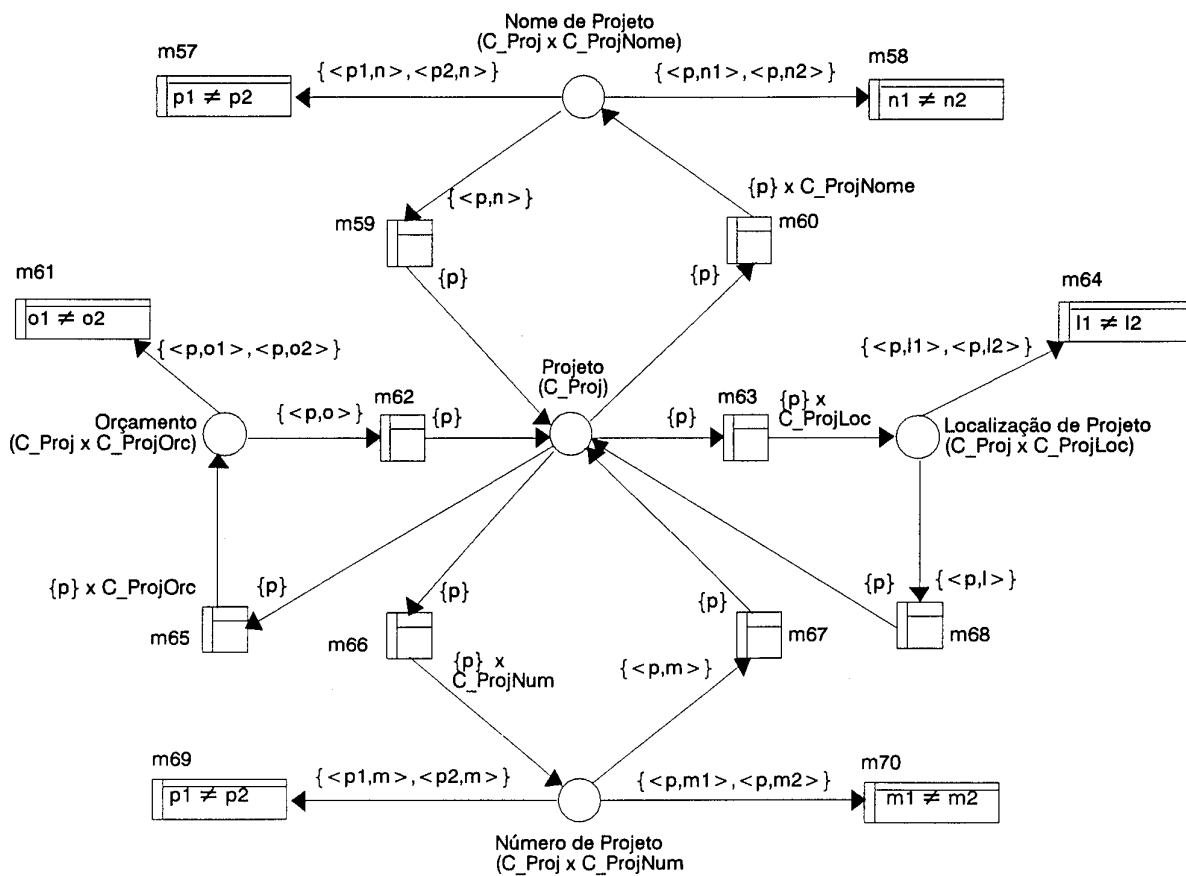 Nome de Projeto
(C_Proj x C_ProjNome)
m57
{<p1,n>,<p2,n>}
{<p,n1>,<p,n2>}
m58
p1 ≠ p2
n1 ≠ n2
{<p,n>}
{p} x C_ProjNome
m59
m60
{p}
{p}
m61
m64
o1 ≠ o2
l1 ≠ l2
{<p,o1>,<p,o2>}
{<p,l1>,<p,l2>}
Projeto
(C_Proj)
m62
m63
{p} x
C_ProjLoc
Orçamento
(C_Proj x C_ProjOrc)
{<p,o>}
{p}
{p}
Localização de Projeto
(C_Proj x C_ProjLoc)
{p} x C_ProjOrc
{p}
{p}
{p}
{p}
{<p,l>}
m65
m66
m67
m68
{p} x
C_ProjNum
{<p,m>}
m69
{<p1,m>,<p2,m>}
{<p,m1>,<p,m2>}
m70
p1 ≠ p2
m1 ≠ m2
Número de Projeto
(C_Proj x C_ProjNum